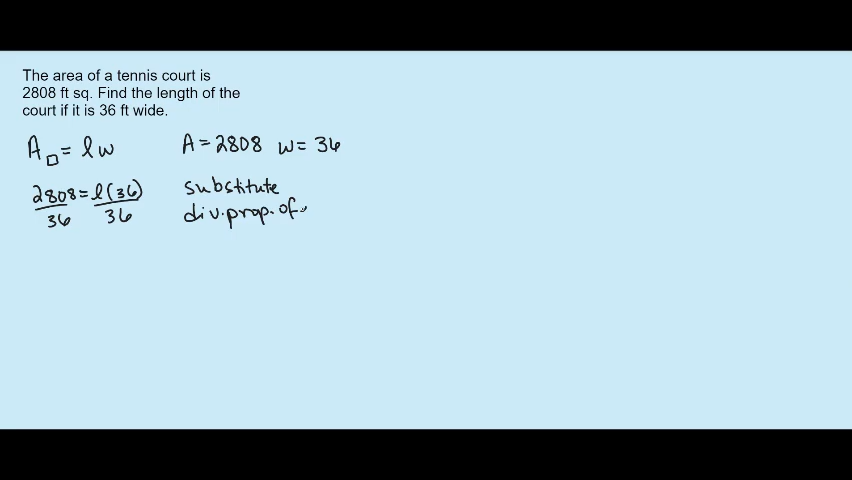 The area of a tennis court is
2808 ft sq. Find the length of the
court if it is 36 ft wide.
A□ = lw A = 2808 w = 36
2808 = l(36) substitute
36 36 div. prop. of